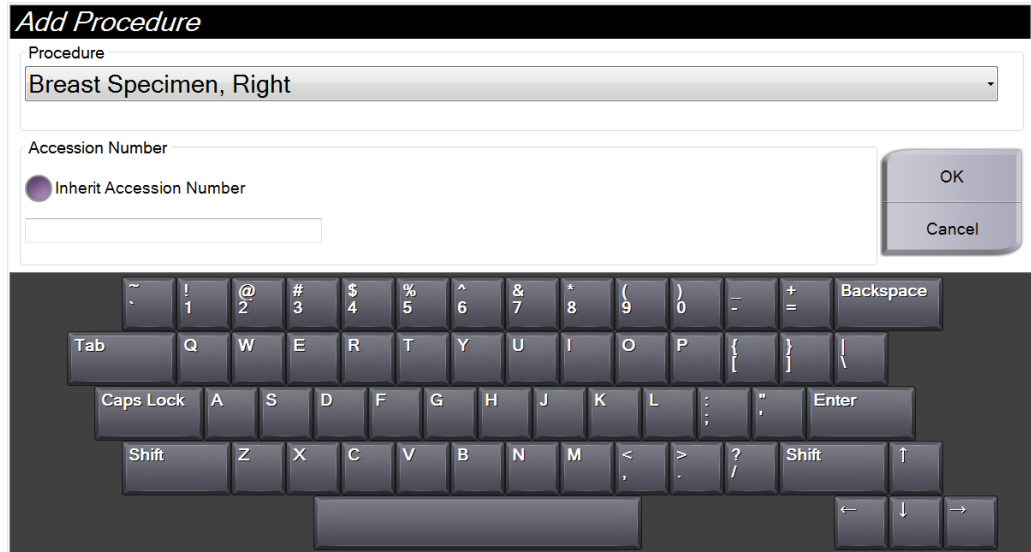 Add Procedure
Procedure
Breast Specimen, Right
Accession Number
Inherit Accession Number
OK
Cancel
~ ! @ # $ % ^ & * ( ) _ + Backspace
` 1 2 3 4 5 6 7 8 9 0 - =
Tab Q W E R T Y U I O P { } |
[ ] \
Caps Lock A S D F G H J K L : " Enter
; '
Shift Z X C V B N M < > ? Shift ↑
, . /
← ↓ →